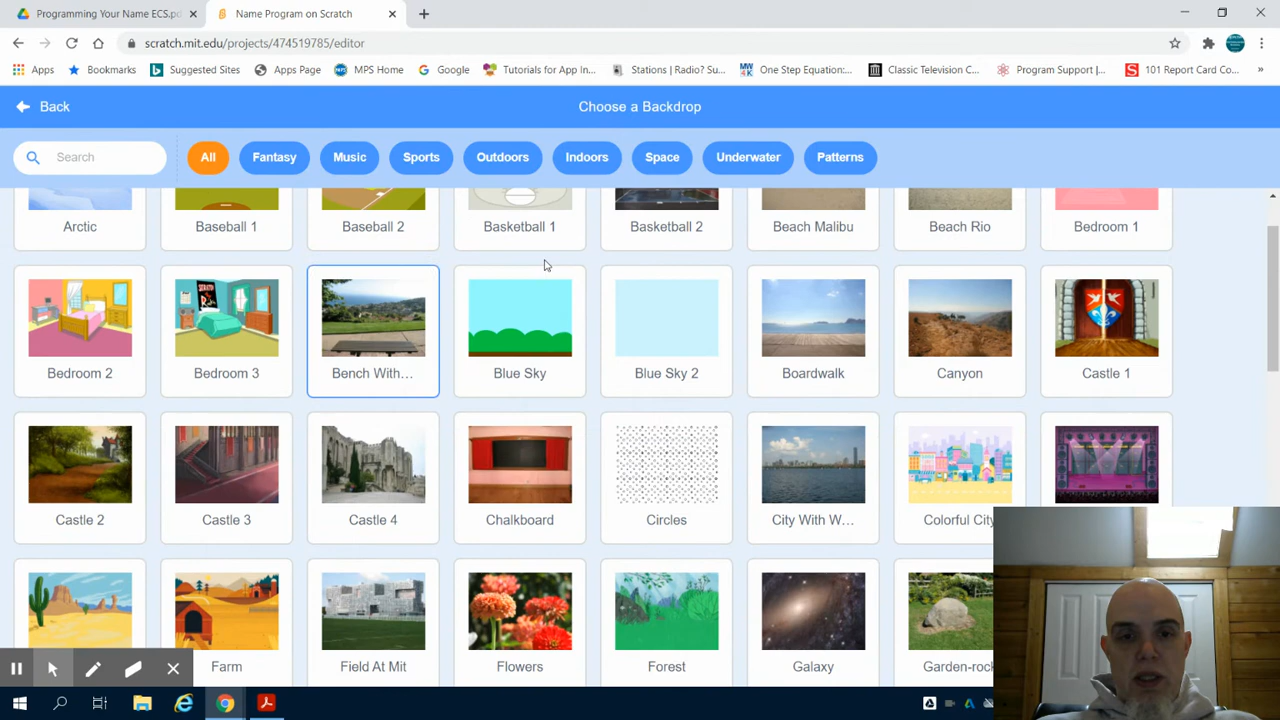 Programming Your Name ECS.pd
Name Program on Scratch
scratch.mit.edu/projects/474519785/editor
Apps
Bookmarks
Suggested Sites
Apps Page
MPS Home
Google
Tutorials for App In...
Stations | Radio? Su...
One Step Equation:...
Classic Television C...
Program Support |...
101 Report Card Co...
Back
Choose a Backdrop
Search
All
Fantasy
Music
Sports
Outdoors
Indoors
Space
Underwater
Patterns
Arctic
Baseball 1
Baseball 2
Basketball 1
Basketball 2
Beach Malibu
Beach Rio
Bedroom 1
Bedroom 2
Bedroom 3
Bench With...
Blue Sky
Blue Sky 2
Boardwalk
Canyon
Castle 1
Castle 2
Castle 3
Castle 4
Chalkboard
Circles
City With W...
Colorful City
Farm
Field At Mit
Flowers
Forest
Galaxy
Garden-rock